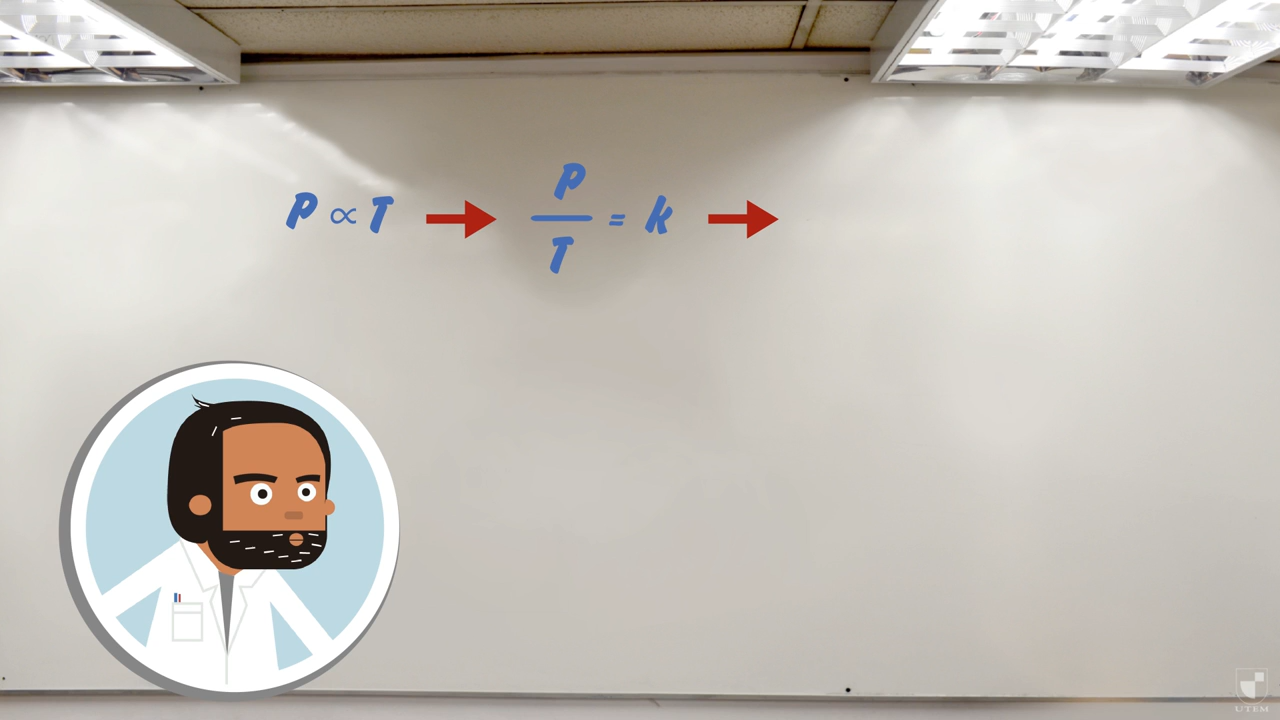 P ∝ T → P/T = k →
UTEM